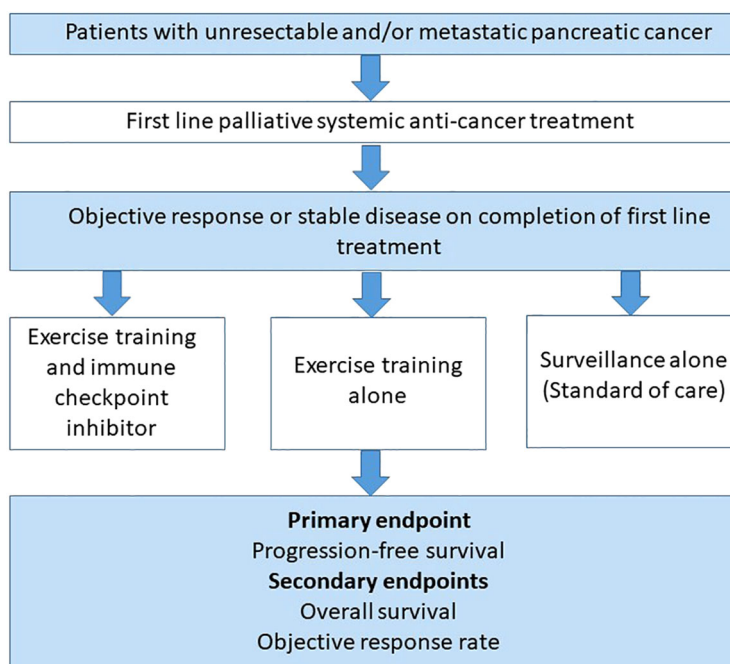 Patients with unresectable and/or metastatic pancreatic cancer
First line palliative systemic anti-cancer treatment
Objective response or stable disease on completion of first line
treatment
Exercise training
and immune
checkpoint
inhibitor
Exercise training
alone
Surveillance alone
(Standard of care)
Primary endpoint
Progression-free survival
Secondary endpoints
Overall survival
Objective response rate